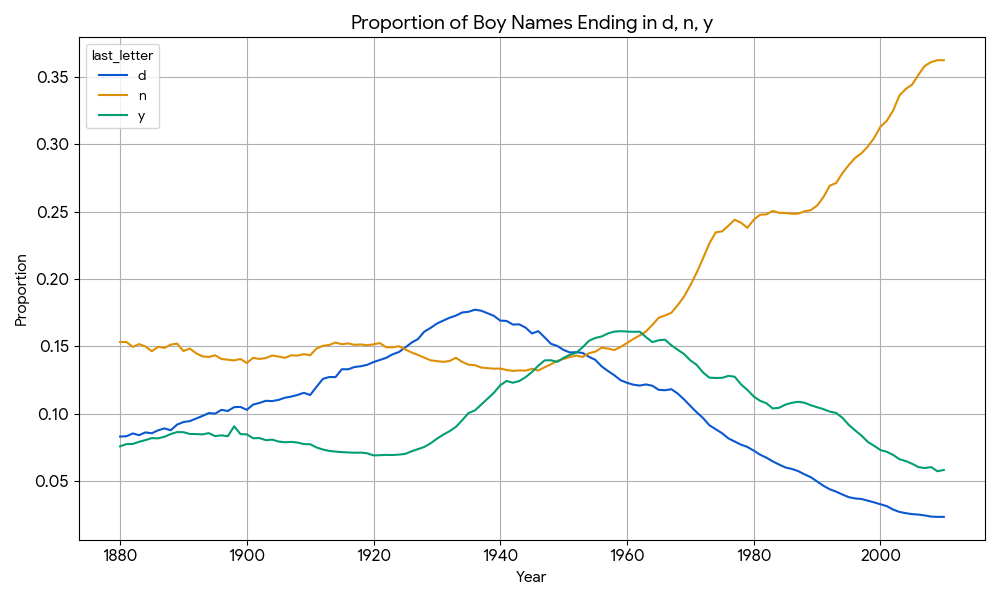 Proportion of Boy Names Ending in d, n, y
last_letter
d
n
y
0.35
0.30
0.25
0.20
0.15
0.10
0.05
Proportion
1880 1900 1920 1940 1960 1980 2000
Year